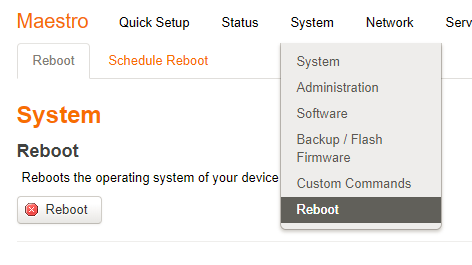 Maestro Quick Setup Status System Network Serv
Reboot Schedule Reboot
System
Administration
Software
Backup / Flash
Firmware
Custom Commands
Reboot
System
Reboot
Reboots the operating system of your device
Reboot